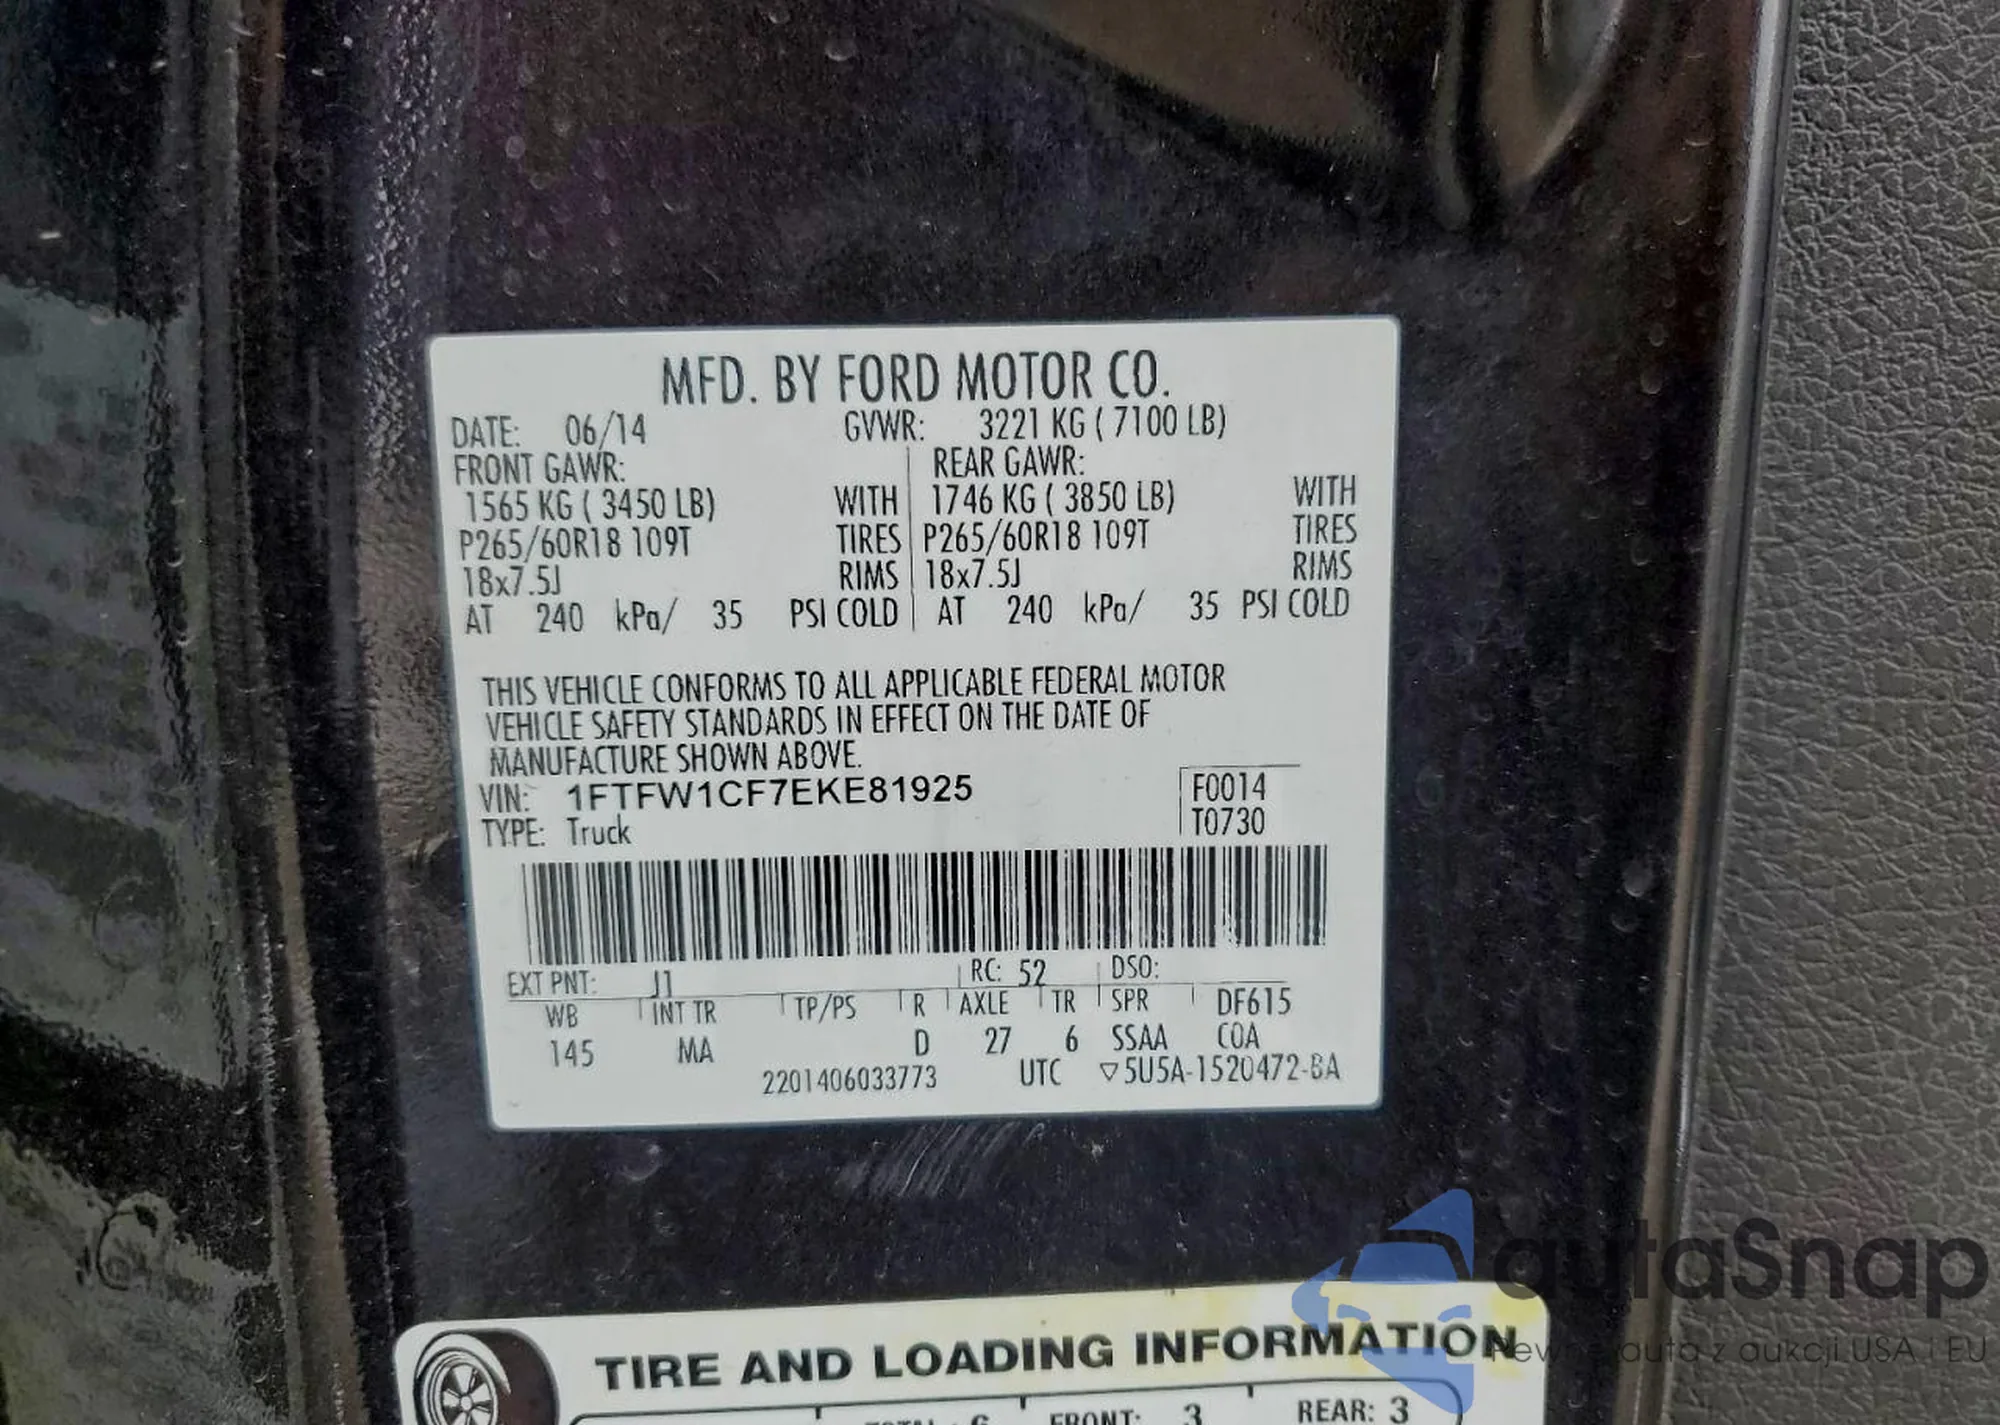 MFD. BY FORD MOTOR CO.
DATE: 06/14 GVWR: 3221 KG ( 7100 LB)
FRONT GAWR: REAR GAWR:
1565 KG ( 3450 LB) WITH 1746 KG ( 3850 LB) WITH
P265/60R18 109T TIRES P265/60R18 109T TIRES
18x7.5J RIMS 18x7.5J RIMS
AT 240 kPa/ 35 PSI COLD AT 240 kPa/ 35 PSI COLD
THIS VEHICLE CONFORMS TO ALL APPLICABLE FEDERAL MOTOR
VEHICLE SAFETY STANDARDS IN EFFECT ON THE DATE OF
MANUFACTURE SHOWN ABOVE.
VIN: 1FTFW1CF7EKE81925 F0014
TYPE: Truck T0730
EXT PNT: J1 RC: 52 DSO:
WB INT TR TP/PS R AXLE TR SPR DF615
145 MA D 27 6 SSAA COA
2201406033773 UTC ▽5U5A-1520472-BA
autaSnap
Pewne auta z aukcji USA i EU
TIRE AND LOADING INFORMATION
FRONT: 3 REAR: 3